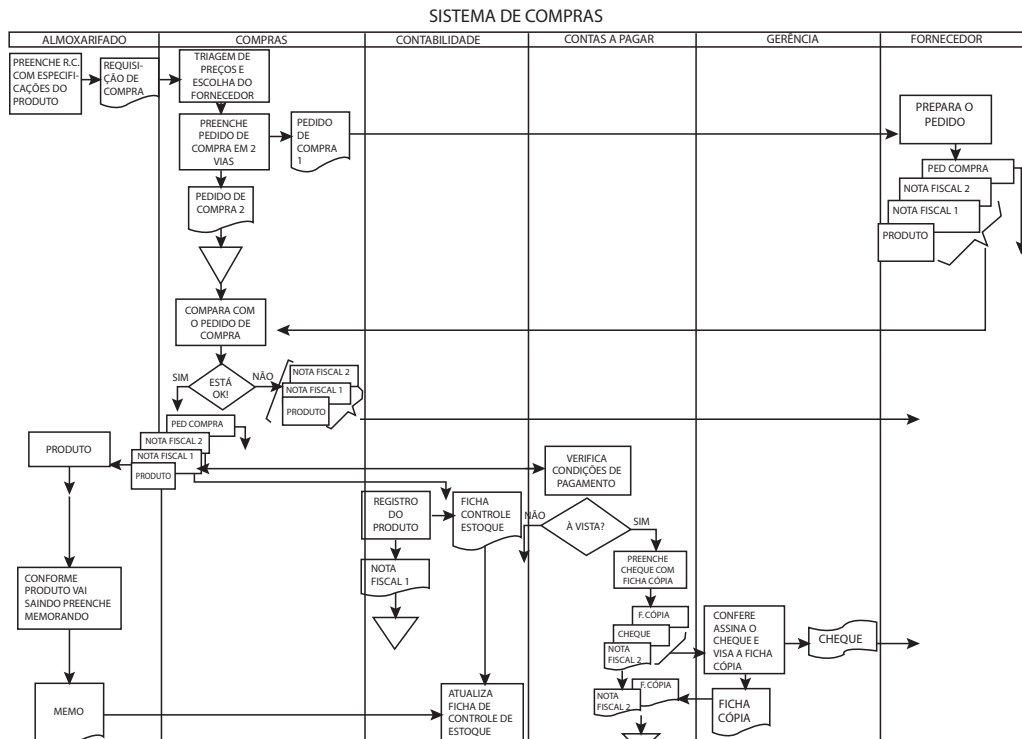 SISTEMA DE COMPRAS
ALMOXARIFADO
COMPRAS
CONTABILIDADE
CONTAS A PAGAR
GERÊNCIA
FORNECEDOR
PREENCHE R.C.
COM ESPECIFI-
CAÇÕES DO
PRODUTO
REQUISI-
ÇÃO DE
COMPRA
TRIAGEM DE
PREÇOS E
ESCOLHA DO
FORNECEDOR
PREENCHE
PEDIDO DE
COMPRA EM 2
VIAS
PEDIDO
DE
COMPRA
1
PREPARA O
PEDIDO
PED COMPRA
NOTA FISCAL 2
NOTA FISCAL 1
PRODUTO
PEDIDO DE
COMPRA 2
COMPARA COM
O PEDIDO DE
COMPRA
SIM
ESTÁ
OK!
NÃO
NOTA FISCAL 2
NOTA FISCAL 1
PRODUTO
PED COMPRA
NOTA FISCAL 2
NOTA FISCAL 1
PRODUTO
PRODUTO
VERIFICA
CONDIÇÕES DE
PAGAMENTO
REGISTRO
DO
PRODUTO
FICHA
CONTROLE
ESTOQUE
NÃO
À VISTA?
SIM
NOTA
FISCAL 1
PREENCHE
CHEQUE COM
FICHA CÓPIA
CONFORME
PRODUTO VAI
SAINDO PREENCHE
MEMORANDO
F.CÓPIA
CHEQUE
NOTA
FISCAL 2
CONFERE
ASSINA O
CHEQUE E
VISA A FICHA
CÓPIA
CHEQUE
MEMO
ATUALIZA
FICHA DE
CONTROLE DE
ESTOQUE
F.CÓPIA
NOTA
FISCAL 2
FICHA
CÓPIA